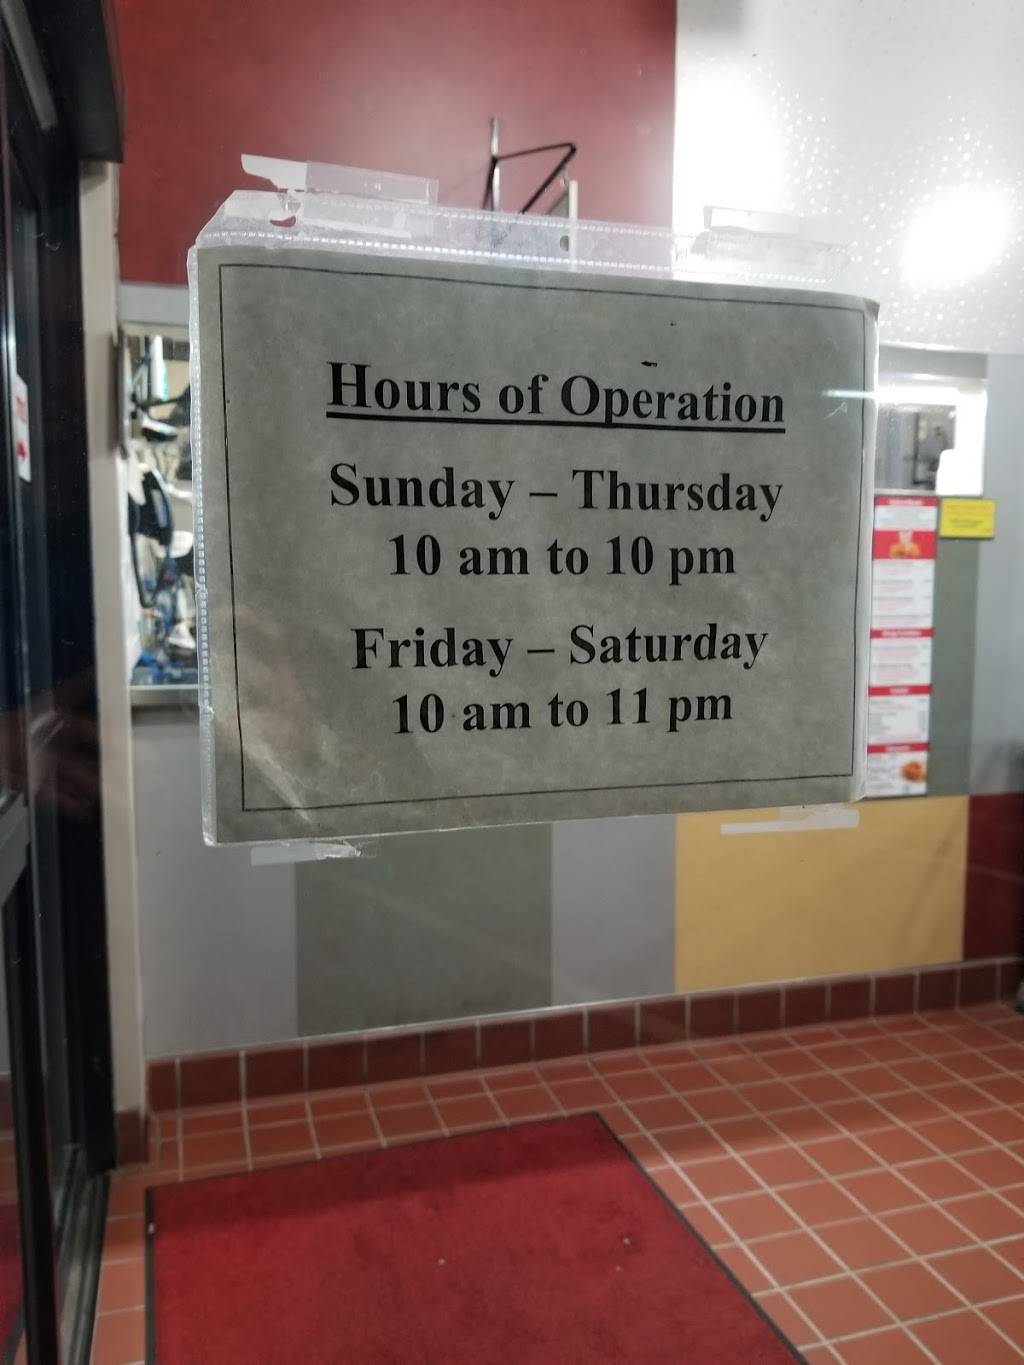 Hours of Operation
Sunday – Thursday
10 am to 10 pm
Friday – Saturday
10 am to 11 pm